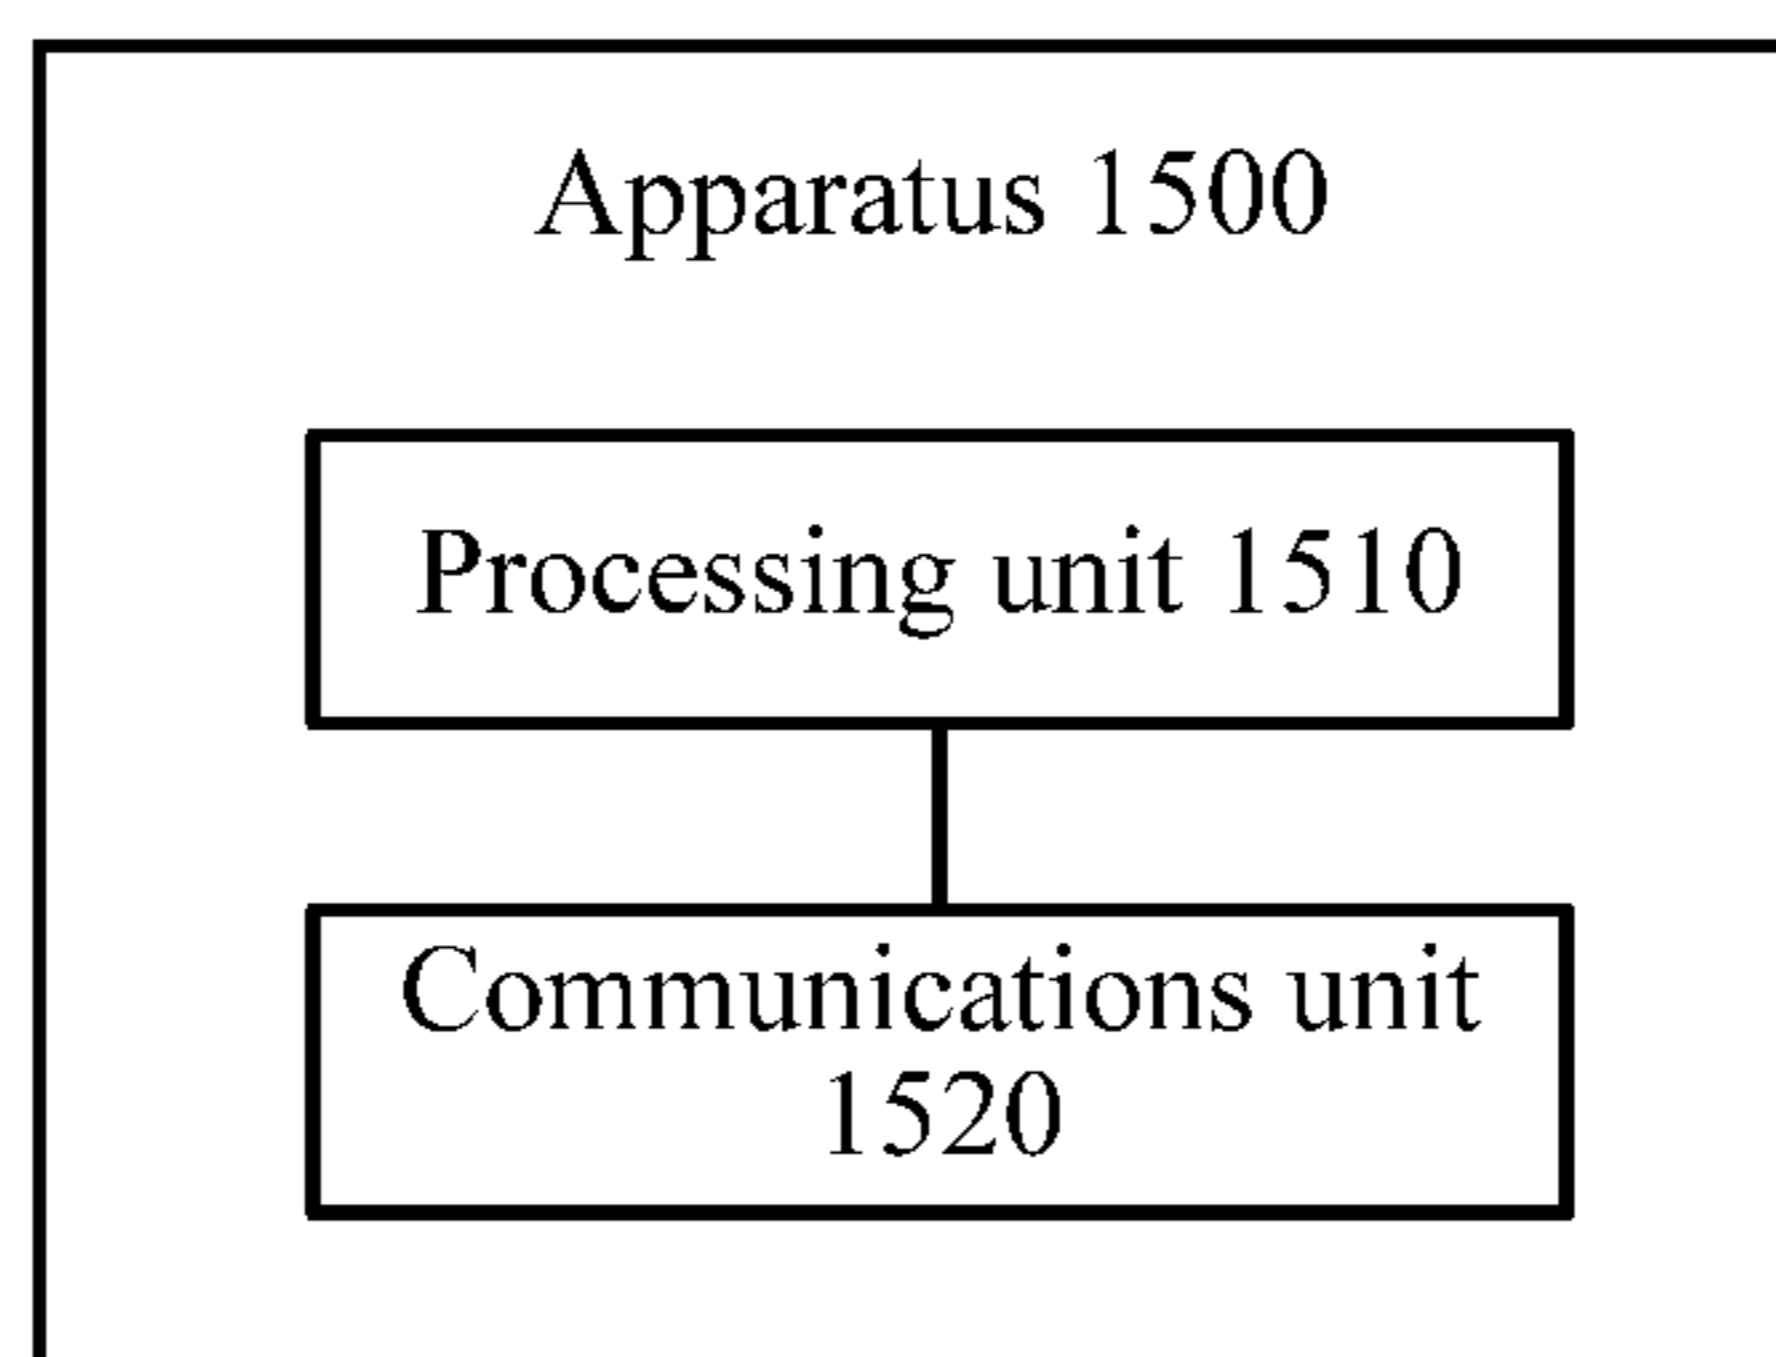 Apparatus 1500
Processing unit 1510
Communications unit
1520